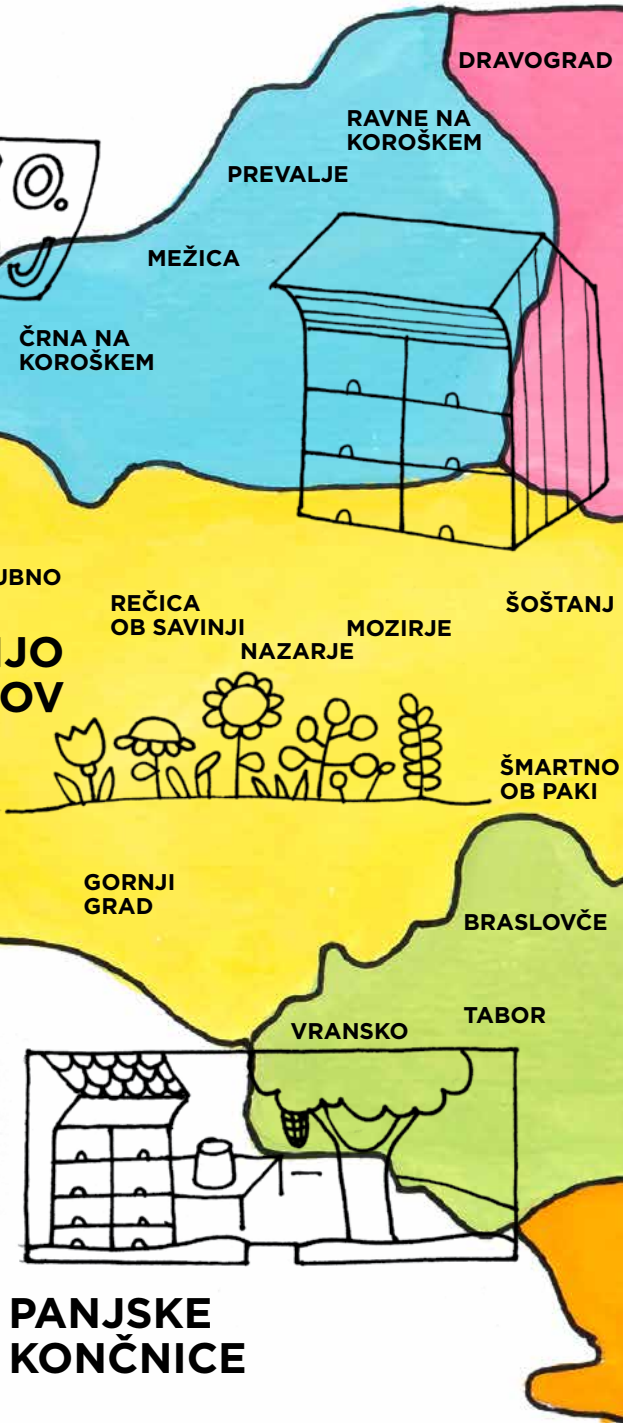 DRAVOGRAD
RAVNE NA
KOROŠKEM
PREVALJE
MEŽICA
ČRNA NA
KOROŠKEM
REČICA
OB SAVINJI
MOZIRJE
NAZARJE
ŠOŠTANJ
ŠMARTNO
OB PAKI
GORNJI
GRAD
BRASLOVČE
TABOR
VRANSKO
PANJSKE
KONČNICE